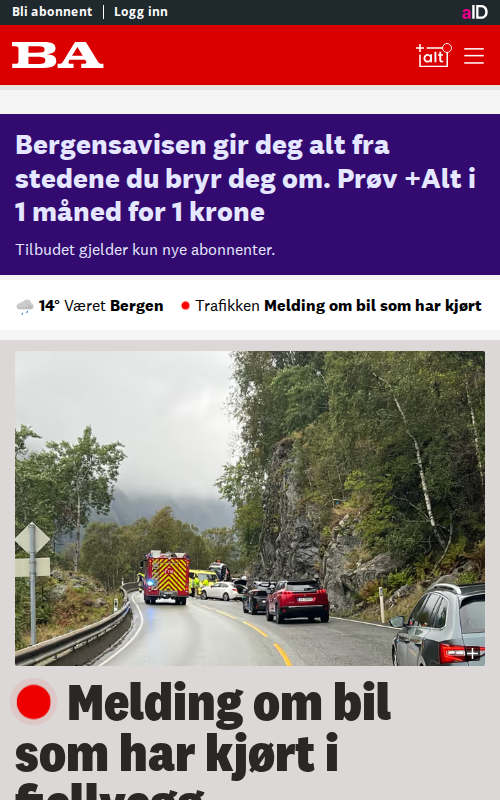 Bli abonnent | Logg inn
aID
BA
+alt
Bergensavisen gir deg alt fra
stedene du bryr deg om. Prøv +Alt i
1 måned for 1 krone
Tilbudet gjelder kun nye abonnenter.
14° Været Bergen
Trafikken Melding om bil som har kjørt
Melding om bil
som har kjørt i
fjellvegg